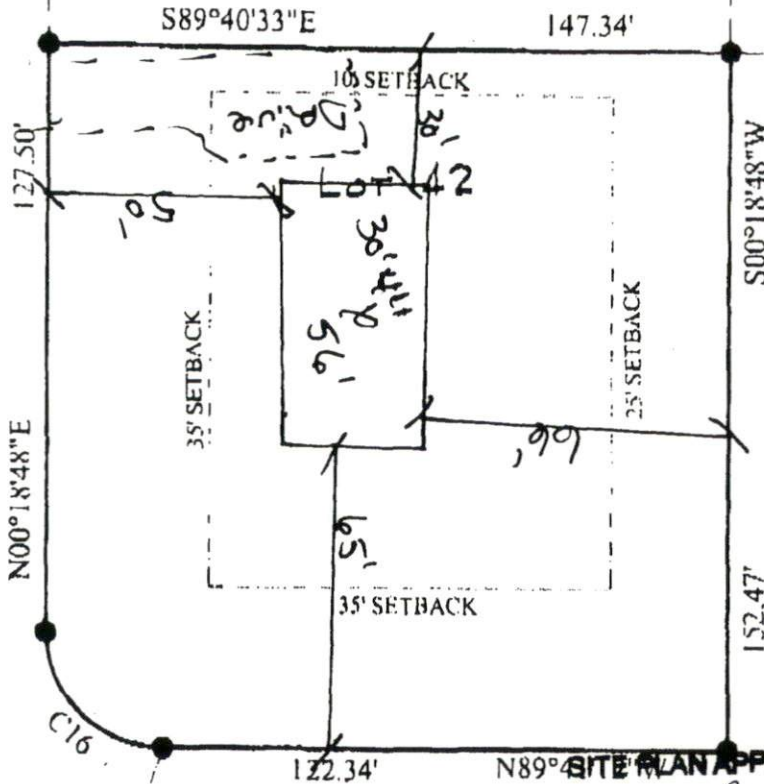 S89°40'33"E
147.34'
10' SETBACK
30'
Drive
127.50'
LOT 42
50'
30'4" x
56'
S00°18'48"W
35' SETBACK
25' SETBACK
66'
N00°18'48"E
65'
35' SETBACK
152.47'
C16
122.34'
N89°4
SITE PLAN APP